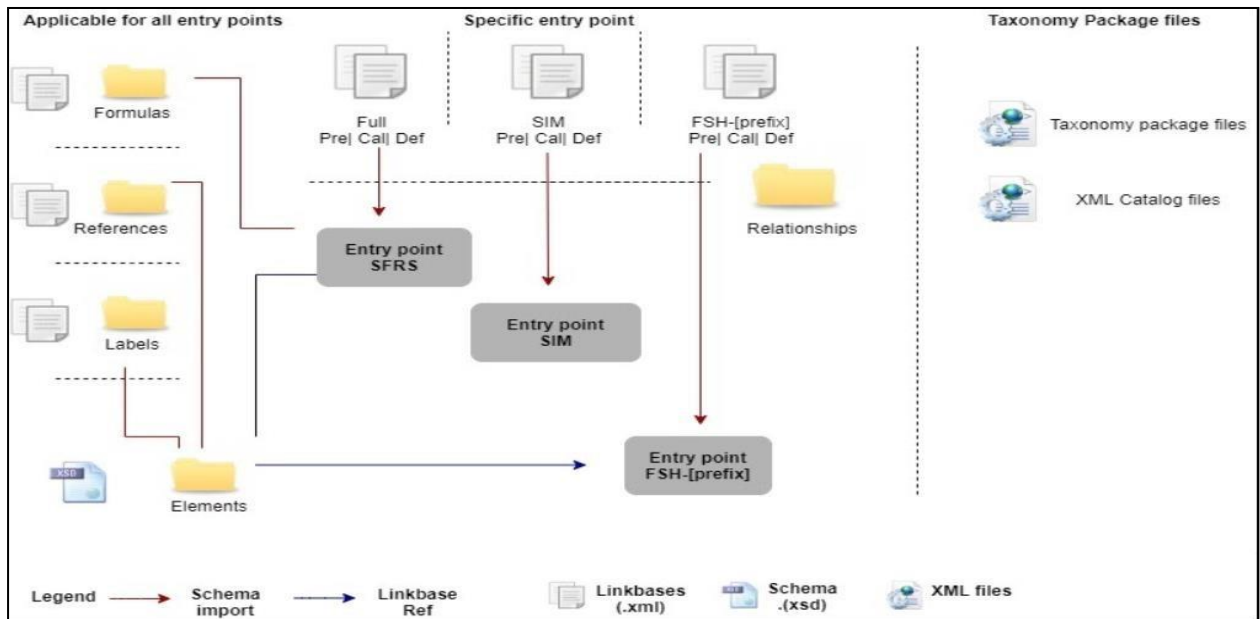 Applicable for all entry points
Specific entry point
Taxonomy Package files
Formulas
Full
Pre| Cal| Def
SIM
Pre| Cal| Def
FSH-[prefix]
Pre| Cal| Def
Taxonomy package files
References
Relationships
XML Catalog files
Entry point
SFRS
Labels
Entry point
SIM
XSD
Elements
Entry point
FSH-[prefix]
Legend
Schema
import
Linkbase
Ref
Linkbases
(.xml)
Schema
.(xsd)
XML files